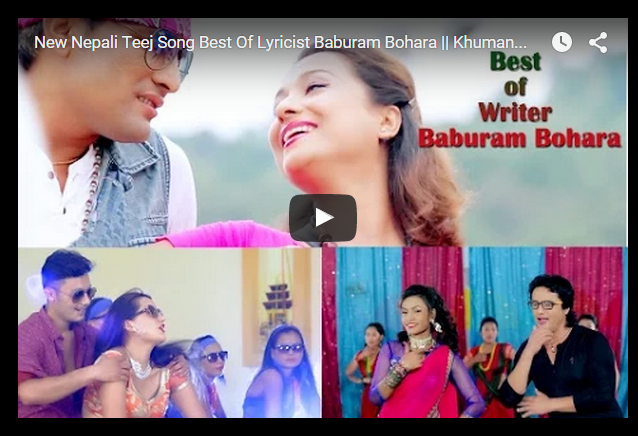 New Nepali Teej Song Best Of Lyricist Baburam Bohara || Khuman...
Best
of
Writer
Baburam Bohara